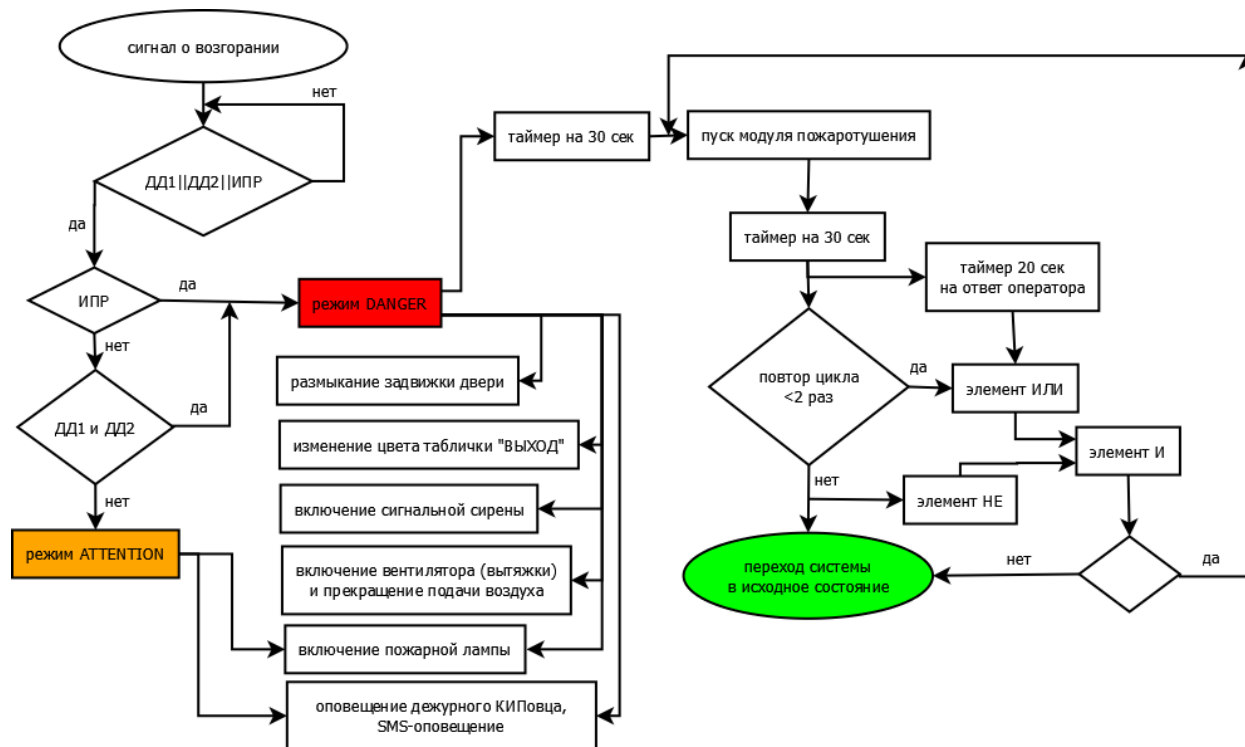 сигнал о возгорании
нет
ДД1||ДД2||ИПР
да
ИПР
да
нет
ДД1 и ДД2
да
нет
режим ATTENTION
режим DANGER
размыкание задвижки двери
изменение цвета таблички "ВЫХОД"
включение сигнальной сирены
включение вентилятора (вытяжки)
и прекращение подачи воздуха
включение пожарной лампы
оповещение дежурного КИПовца,
SMS-оповещение
таймер на 30 сек
пуск модуля пожаротушения
таймер на 30 сек
таймер 20 сек
на ответ оператора
повтор цикла
<2 раз
да
элемент ИЛИ
элемент И
нет
элемент НЕ
переход системы
в исходное состояние
нет
да